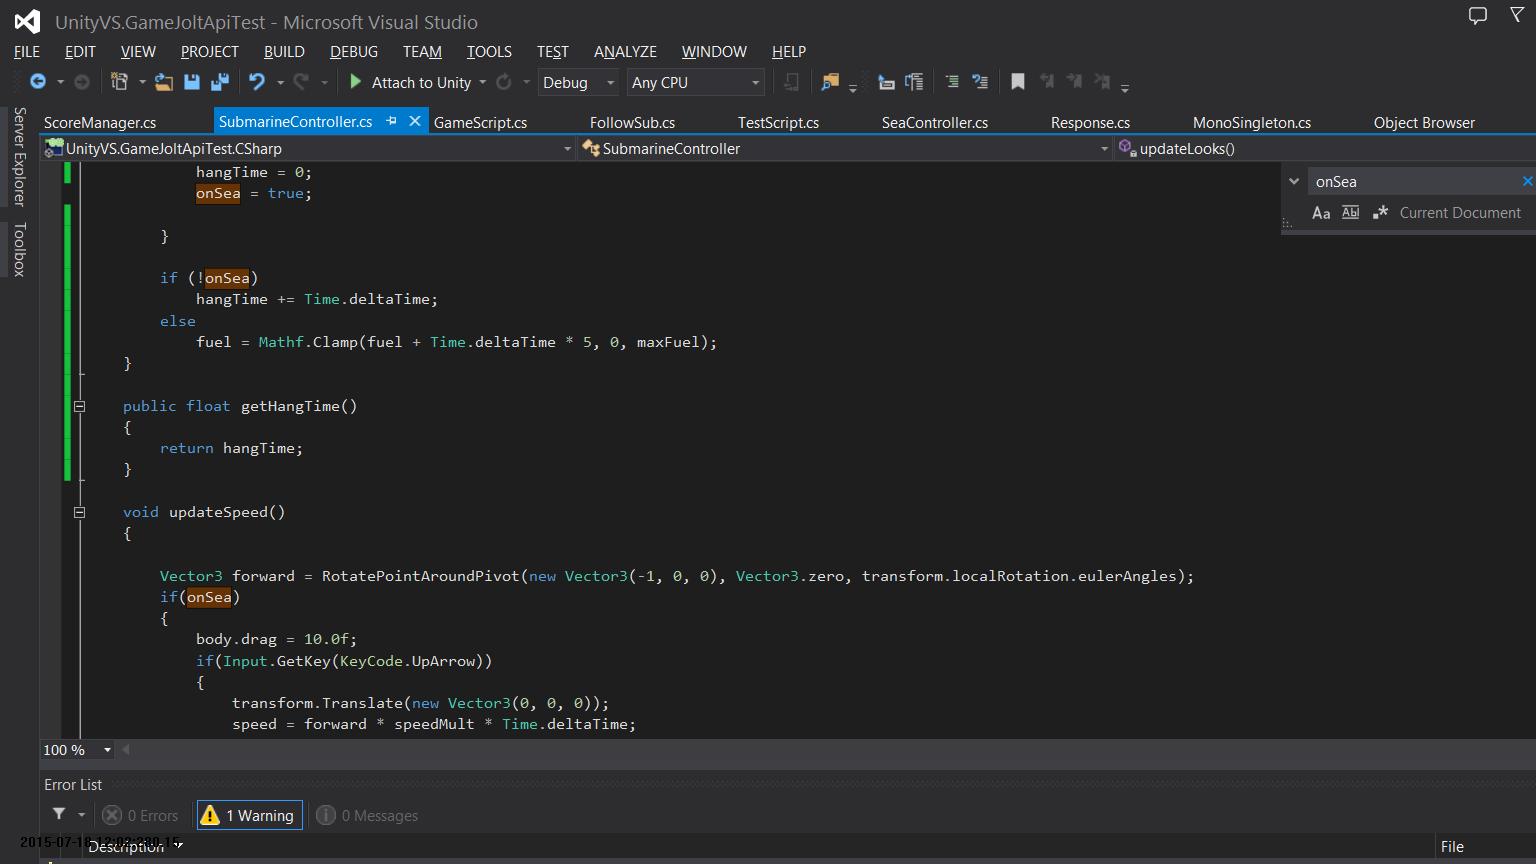 UnityVS.GameJoltApiTest - Microsoft Visual Studio
FILE EDIT VIEW PROJECT BUILD DEBUG TEAM TOOLS TEST ANALYZE WINDOW HELP
Attach to Unity Debug Any CPU
Server Explorer
Toolbox
ScoreManager.cs SubmarineController.cs GameScript.cs FollowSub.cs TestScript.cs SeaController.cs Response.cs MonoSingleton.cs Object Browser
UnityVS.GameJoltApiTest.CSharp SubmarineController updateLooks()
onSea
Aa Abl .* Current Document
hangTime = 0;
onSea = true;
}
if (!onSea)
hangTime += Time.deltaTime;
else
fuel = Mathf.Clamp(fuel + Time.deltaTime * 5, 0, maxFuel);
}
public float getHangTime()
{
return hangTime;
}
void updateSpeed()
{
Vector3 forward = RotatePointAroundPivot(new Vector3(-1, 0, 0), Vector3.zero, transform.localRotation.eulerAngles);
if(onSea)
{
body.drag = 10.0f;
if(Input.GetKey(KeyCode.UpArrow))
{
transform.Translate(new Vector3(0, 0, 0));
speed = forward * speedMult * Time.deltaTime;
100 %
Error List
0 Errors 1 Warning 0 Messages
Description File